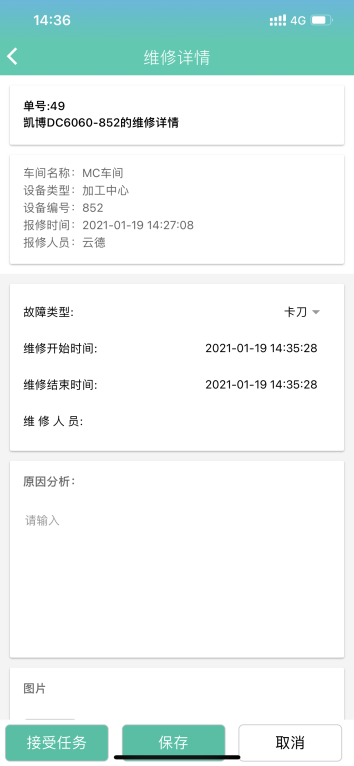 14:36
4G
维修详情
单号:49
凯博DC6060-852的维修详情
车间名称: MC车间
设备类型: 加工中心
设备编号: 852
报修时间: 2021-01-19 14:27:08
报修人员: 云德
故障类型: 卡刀
维修开始时间: 2021-01-19 14:35:28
维修结束时间: 2021-01-19 14:35:28
维 修 人 员:
原因分析:
请输入
图片
接受任务 保存 取消